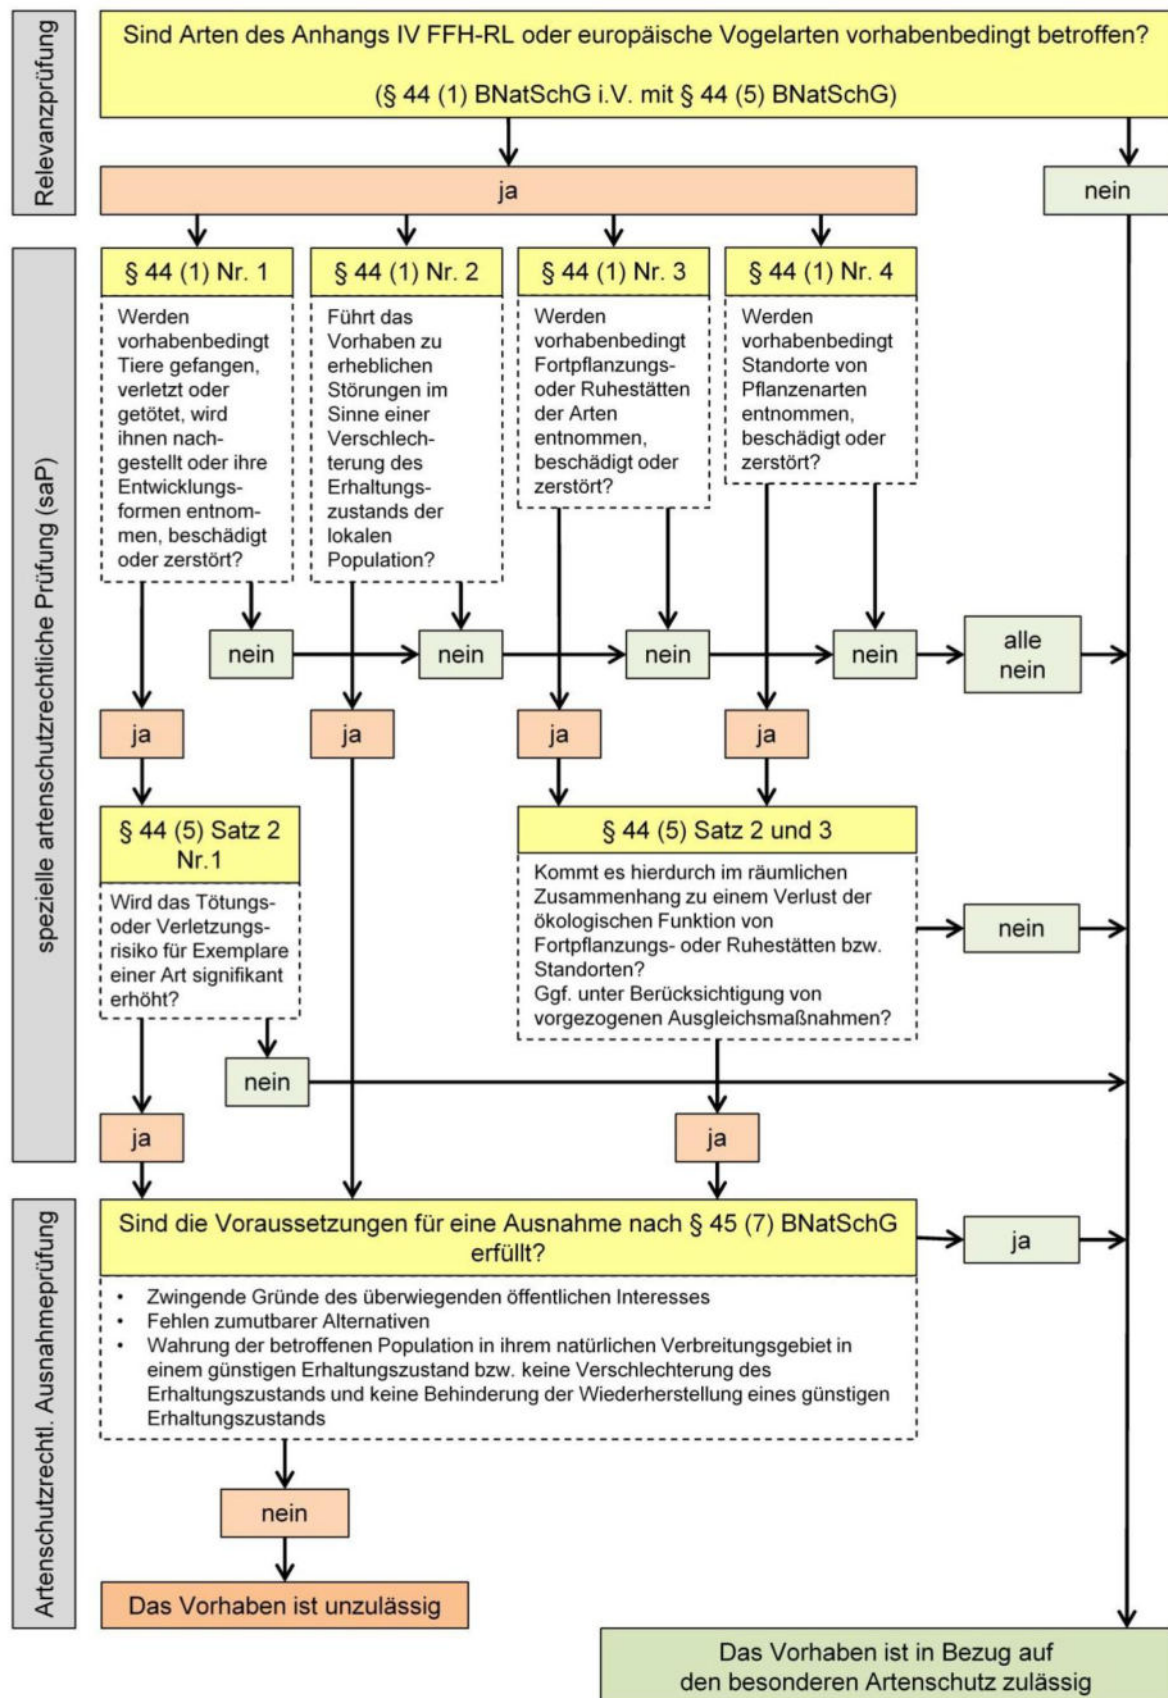 Relevanzprüfung
Sind Arten des Anhangs IV FFH-RL oder europäische Vogelarten vorhabenbedingt betroffen?
(§ 44 (1) BNatSchG i.V. mit § 44 (5) BNatSchG)
ja
nein
spezielle artenschutzrechtliche Prüfung (saP)
§ 44 (1) Nr. 1
Werden
vorhabenbedingt
Tiere gefangen,
verletzt oder
getötet, wird
ihnen nach-
gestellt oder ihre
Entwicklungs-
formen entnom-
men, beschädigt
oder zerstört?
§ 44 (1) Nr. 2
Führt das
Vorhaben zu
erheblichen
Störungen im
Sinne einer
Verschlech-
terung des
Erhaltungs-
zustands der
lokalen
Population?
§ 44 (1) Nr. 3
Werden
vorhabenbedingt
Fortpflanzungs-
oder Ruhestätten
der Arten
entnommen,
beschädigt oder
zerstört?
§ 44 (1) Nr. 4
Werden
vorhabenbedingt
Standorte von
Pflanzenarten
entnommen,
beschädigt oder
zerstört?
nein
nein
nein
nein
alle
nein
ja
ja
ja
ja
§ 44 (5) Satz 2
Nr.1
Wird das Tötungs-
oder Verletzungs-
risiko für Exemplare
einer Art signifikant
erhöht?
§ 44 (5) Satz 2 und 3
Kommt es hierdurch im räumlichen
Zusammenhang zu einem Verlust der
ökologischen Funktion von
Fortpflanzungs- oder Ruhestätten bzw.
Standorten?
Ggf. unter Berücksichtigung von
vorgezogenen Ausgleichsmaßnahmen?
nein
nein
ja
ja
Artenschutzrechtl. Ausnahmeprüfung
Sind die Voraussetzungen für eine Ausnahme nach § 45 (7) BNatSchG
erfüllt?
• Zwingende Gründe des überwiegenden öffentlichen Interesses
• Fehlen zumutbarer Alternativen
• Wahrung der betroffenen Population in ihrem natürlichen Verbreitungsgebiet in
einem günstigen Erhaltungszustand bzw. keine Verschlechterung des
Erhaltungszustands und keine Behinderung der Wiederherstellung eines günstigen
Erhaltungszustands
ja
nein
Das Vorhaben ist unzulässig
Das Vorhaben ist in Bezug auf
den besonderen Artenschutz zulässig